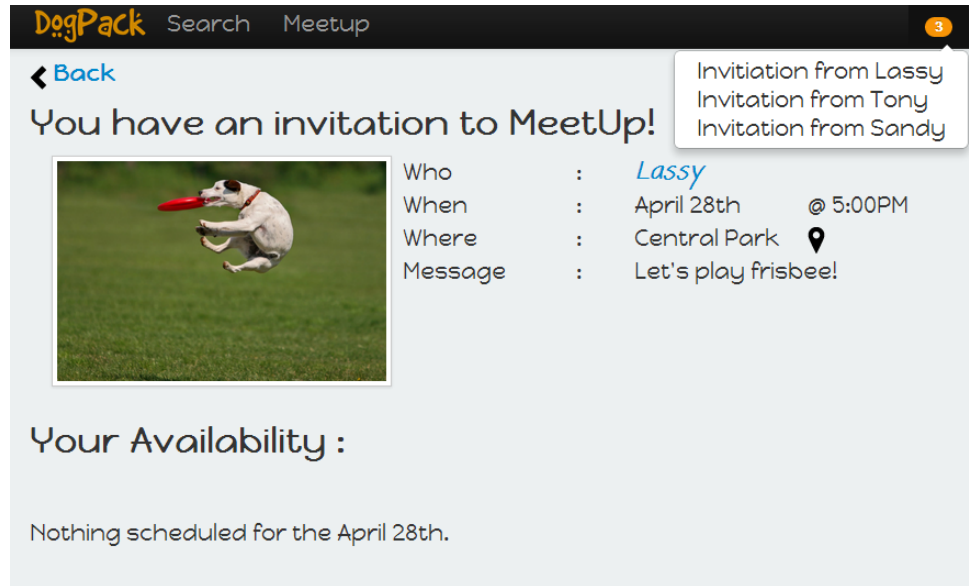 DogPack Search Meetup 3
Invitiation from Lassy
Invitation from Tony
Invitation from Sandy
Back
You have an invitation to MeetUp!
Who : Lassy
When : April 28th @ 5:00PM
Where : Central Park
Message : Let's play frisbee!
Your Availability :
Nothing scheduled for the April 28th.